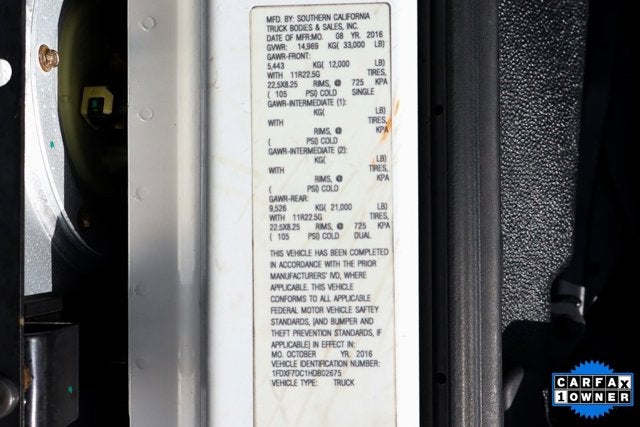 MFD. BY: SOUTHERN CALIFORNIA
TRUCK BODIES & SALES, INC.
DATE OF MFR:MO. 08 YR. 2016
GVWR: 14,969 KG( 33,000 LB)
GAWR-FRONT:
5,443 KG( 12,000 LB)
WITH 11R22.5G TIRES,
22.5X8.25 RIMS, @ 725 KPA
( 105 PSI) COLD SINGLE
GAWR-INTERMEDIATE (1):
KG( LB)
WITH TIRES,
RIMS, @ KPA
( PSI) COLD
GAWR-INTERMEDIATE (2):
KG( LB)
WITH TIRES,
RIMS, @ KPA
( PSI) COLD
GAWR-REAR:
9,526 KG( 21,000 LB)
WITH 11R22.5G TIRES,
22.5X8.25 RIMS, @ 725 KPA
( 105 PSI) COLD DUAL
THIS VEHICLE HAS BEEN COMPLETED
IN ACCORDANCE WITH THE PRIOR
MANUFACTURERS' IVD, WHERE
APPLICABLE. THIS VEHICLE
CONFORMS TO ALL APPLICABLE
FEDERAL MOTOR VEHICLE SAFTEY
STANDARDS, [AND BUMPER AND
THEFT PREVENTION STANDARDS, IF
APPLICABLE] IN EFFECT IN:
MO. OCTOBER YR. 2016
VEHICLE IDENTIFICATION NUMBER:
1FDXF7DC1HDB02675
VEHICLE TYPE: TRUCK
CARFAX
1 OWNER